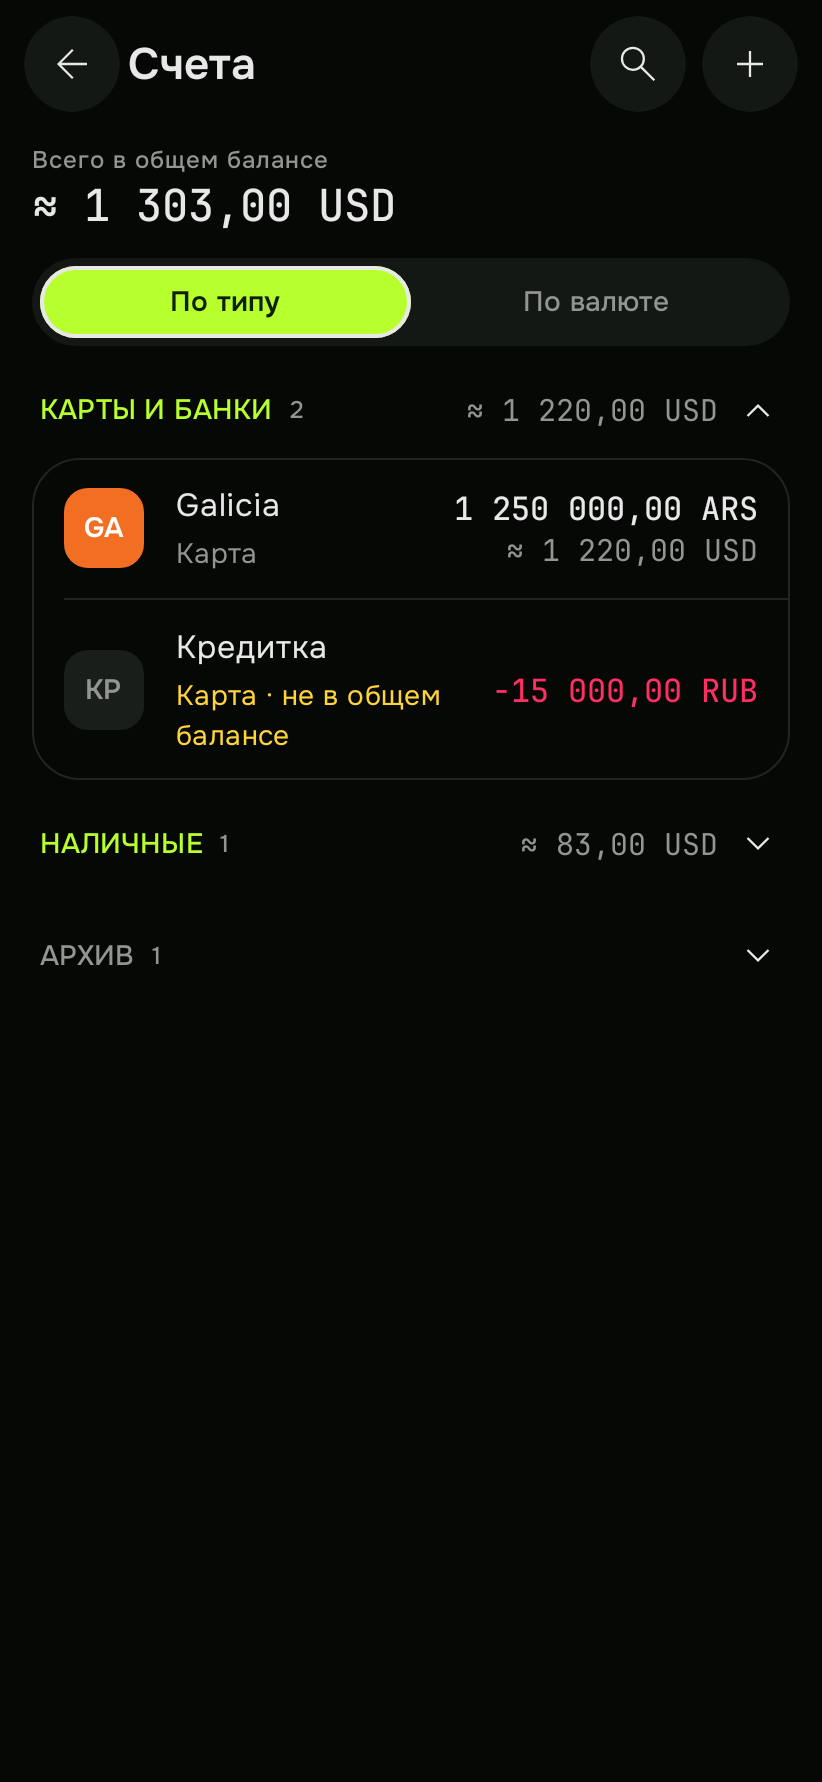 Счета
Всего в общем балансе
≈ 1 303,00 USD
По типу
По валюте
КАРТЫ И БАНКИ 2 ≈ 1 220,00 USD
GA
Galicia
1 250 000,00 ARS
Карта
≈ 1 220,00 USD
КР
Кредитка
Карта · не в общем
балансе
-15 000,00 RUB
НАЛИЧНЫЕ 1 ≈ 83,00 USD
АРХИВ 1